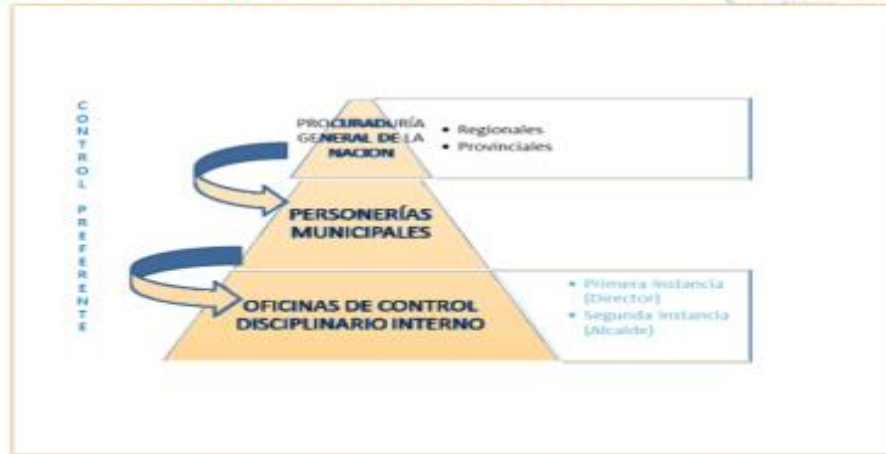 CONTROL PREFERENTE
PROCURADURÍA
GENERAL DE LA
NACION
• Regionales
• Provinciales
PERSONERÍAS
MUNICIPALES
OFICINAS DE CONTROL
DISCIPLINARIO INTERNO
• Primera Instancia
(Director)
• Segunda Instancia
(Alcalde)